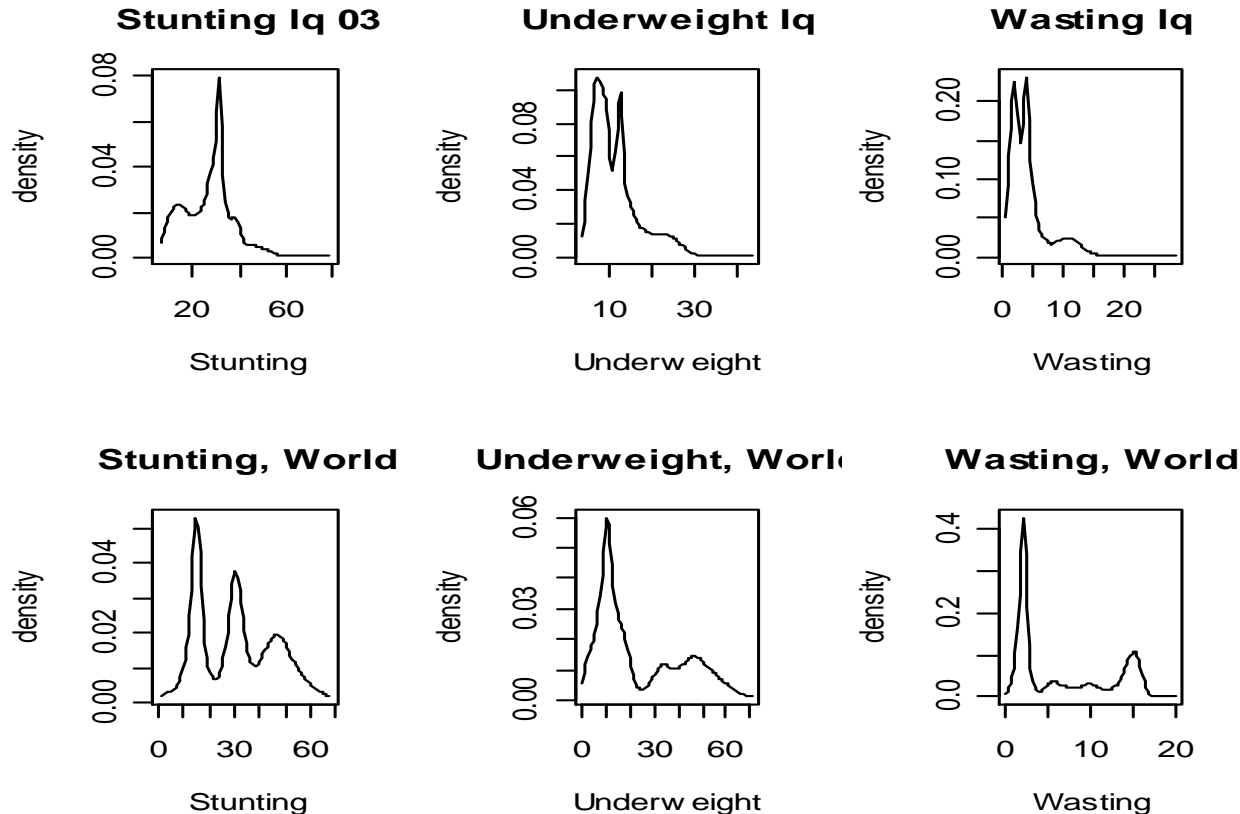 Stunting Iq 03
density
0.00 0.04 0.08
20 60
Stunting
Underweight Iq
density
0.00 0.04 0.08
10 30
Underw eight
Wasting Iq
density
0.00 0.10 0.20
0 10 20
Wasting
Stunting, World
density
0.00 0.02 0.04
0 30 60
Stunting
Underweight, Worl
density
0.00 0.03 0.06
0 30 60
Underw eight
Wasting, World
density
0.0 0.2 0.4
0 10 20
Wasting